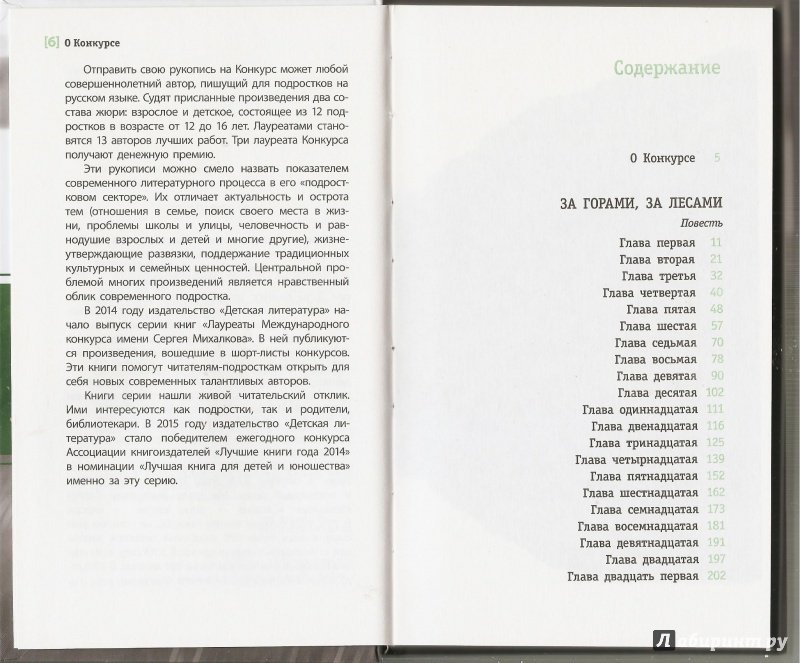 [6] О Конкурсе
Отправить свою рукопись на Конкурс может любой
совершеннолетний автор, пишущий для подростков на
русском языке. Судят присланные произведения два со-
става жюри: взрослое и детское, состоящее из 12 под-
ростков в возрасте от 12 до 16 лет. Лауреатами стано-
вятся 13 авторов лучших работ. Три лауреата Конкурса
получают денежную премию.
Эти рукописи можно смело назвать показателем
современного литературного процесса в его «подрост-
ковом секторе». Их отличает актуальность и острота
тем (отношения в семье, поиск своего места в жиз-
ни, проблемы школы и улицы, человечность и рав-
нодушие взрослых и детей и многие другие), жизне-
утверждающие развязки, поддержание традиционных
культурных и семейных ценностей. Центральной про-
блемой многих произведений является нравственный
облик современного подростка.
В 2014 году издательство «Детская литература» на-
чало выпуск серии книг «Лауреаты Международного
конкурса имени Сергея Михалкова». В ней публикуют-
ся произведения, вошедшие в шорт-листы конкурсов.
Эти книги помогут читателям-подросткам открыть для
себя новых современных талантливых авторов.
Книги серии нашли живой читательский отклик.
Ими интересуются как подростки, так и родители,
библиотекари. В 2015 году издательство «Детская ли-
тература» стало победителем ежегодного конкурса
Ассоциации книгоиздателей «Лучшие книги года 2014»
в номинации «Лучшая книга для детей и юношества»
именно за эту серию.
Содержание
О Конкурсе 5
ЗА ГОРАМИ, ЗА ЛЕСАМИ
Повесть
Глава первая 11
Глава вторая 21
Глава третья 32
Глава четвертая 40
Глава пятая 48
Глава шестая 57
Глава седьмая 70
Глава восьмая 78
Глава девятая 90
Глава десятая 102
Глава одиннадцатая 111
Глава двенадцатая 116
Глава тринадцатая 125
Глава четырнадцатая 139
Глава пятнадцатая 152
Глава шестнадцатая 162
Глава семнадцатая 173
Глава восемнадцатая 181
Глава девятнадцатая 191
Глава двадцатая 197
Глава двадцать первая 202
Лабиринт.ру